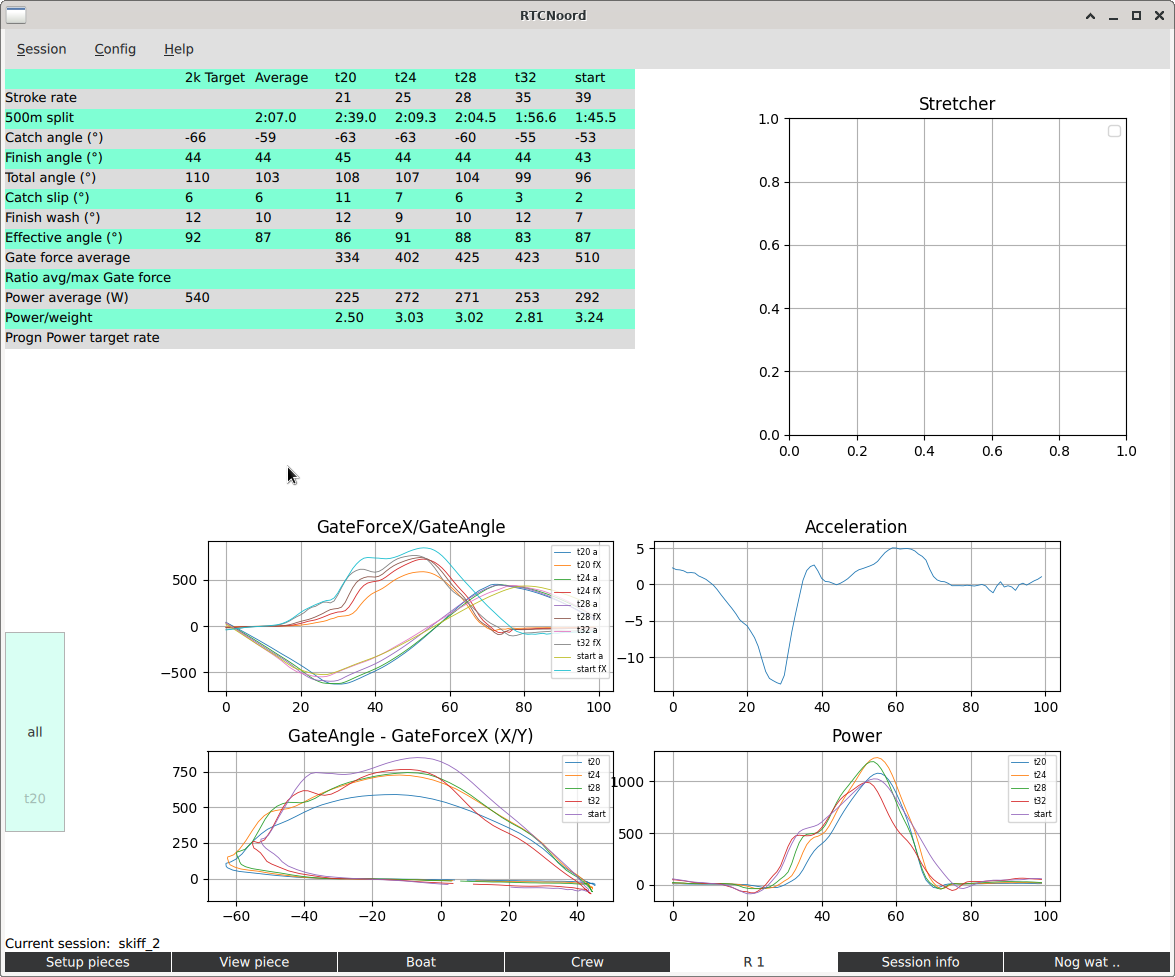 RTCNoord
Session Config Help
2k Target Average t20 t24 t28 t32 start
Stroke rate 21 25 28 35 39
500m split 2:07.0 2:39.0 2:09.3 2:04.5 1:56.6 1:45.5
Catch angle (°) -66 -59 -63 -63 -60 -55 -53
Finish angle (°) 44 44 45 44 44 44 43
Total angle (°) 110 103 108 107 104 99 96
Catch slip (°) 6 6 11 7 6 3 2
Finish wash (°) 12 10 12 9 10 12 7
Effective angle (°) 92 87 86 91 88 83 87
Gate force average 334 402 425 423 510
Ratio avg/max Gate force
Power average (W) 540 225 272 271 253 292
Power/weight 2.50 3.03 3.02 2.81 3.24
Progn Power target rate
Stretcher
1.0
0.8
0.6
0.4
0.2
0.0
0.0 0.2 0.4 0.6 0.8 1.0
GateForceX/GateAngle
500
0
−500
0 20 40 60 80 100
t20 a
t20 fX
t24 a
t24 fX
t28 a
t28 fX
t32 a
t32 fX
start a
start fX
Acceleration
5
0
−5
−10
0 20 40 60 80 100
GateAngle - GateForceX (X/Y)
750
500
250
0
−60 −40 −20 0 20 40
t20
t24
t28
t32
start
Power
1000
500
0
0 20 40 60 80 100
t20
t24
t28
t32
start
all
t20
Current session: skiff_2
Setup pieces View piece Boat Crew R 1 Session info Nog wat ..